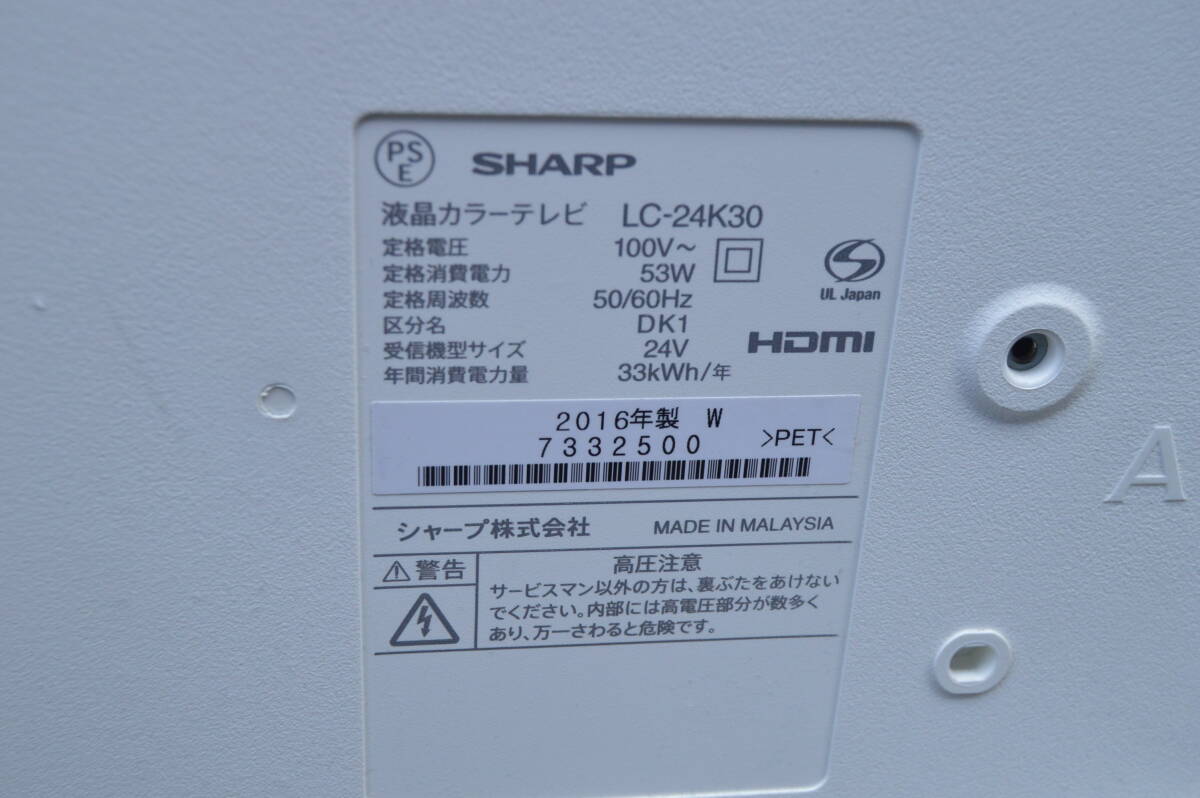 PS
E
SHARP
液晶カラーテレビ LC-24K30
定格電圧 100V～
定格消費電力 53W
定格周波数 50/60Hz
区分名 DK1
受信機型サイズ 24V
年間消費電力量 33kWh/年
UL Japan
HDMI
2016年製 W
7332500
>PET<
シャープ株式会社 MADE IN MALAYSIA
警告
高圧注意
サービスマン以外の方は、裏ぶたをあけない
でください。内部には高電圧部分が数多く
あり、万一さわると危険です。
A